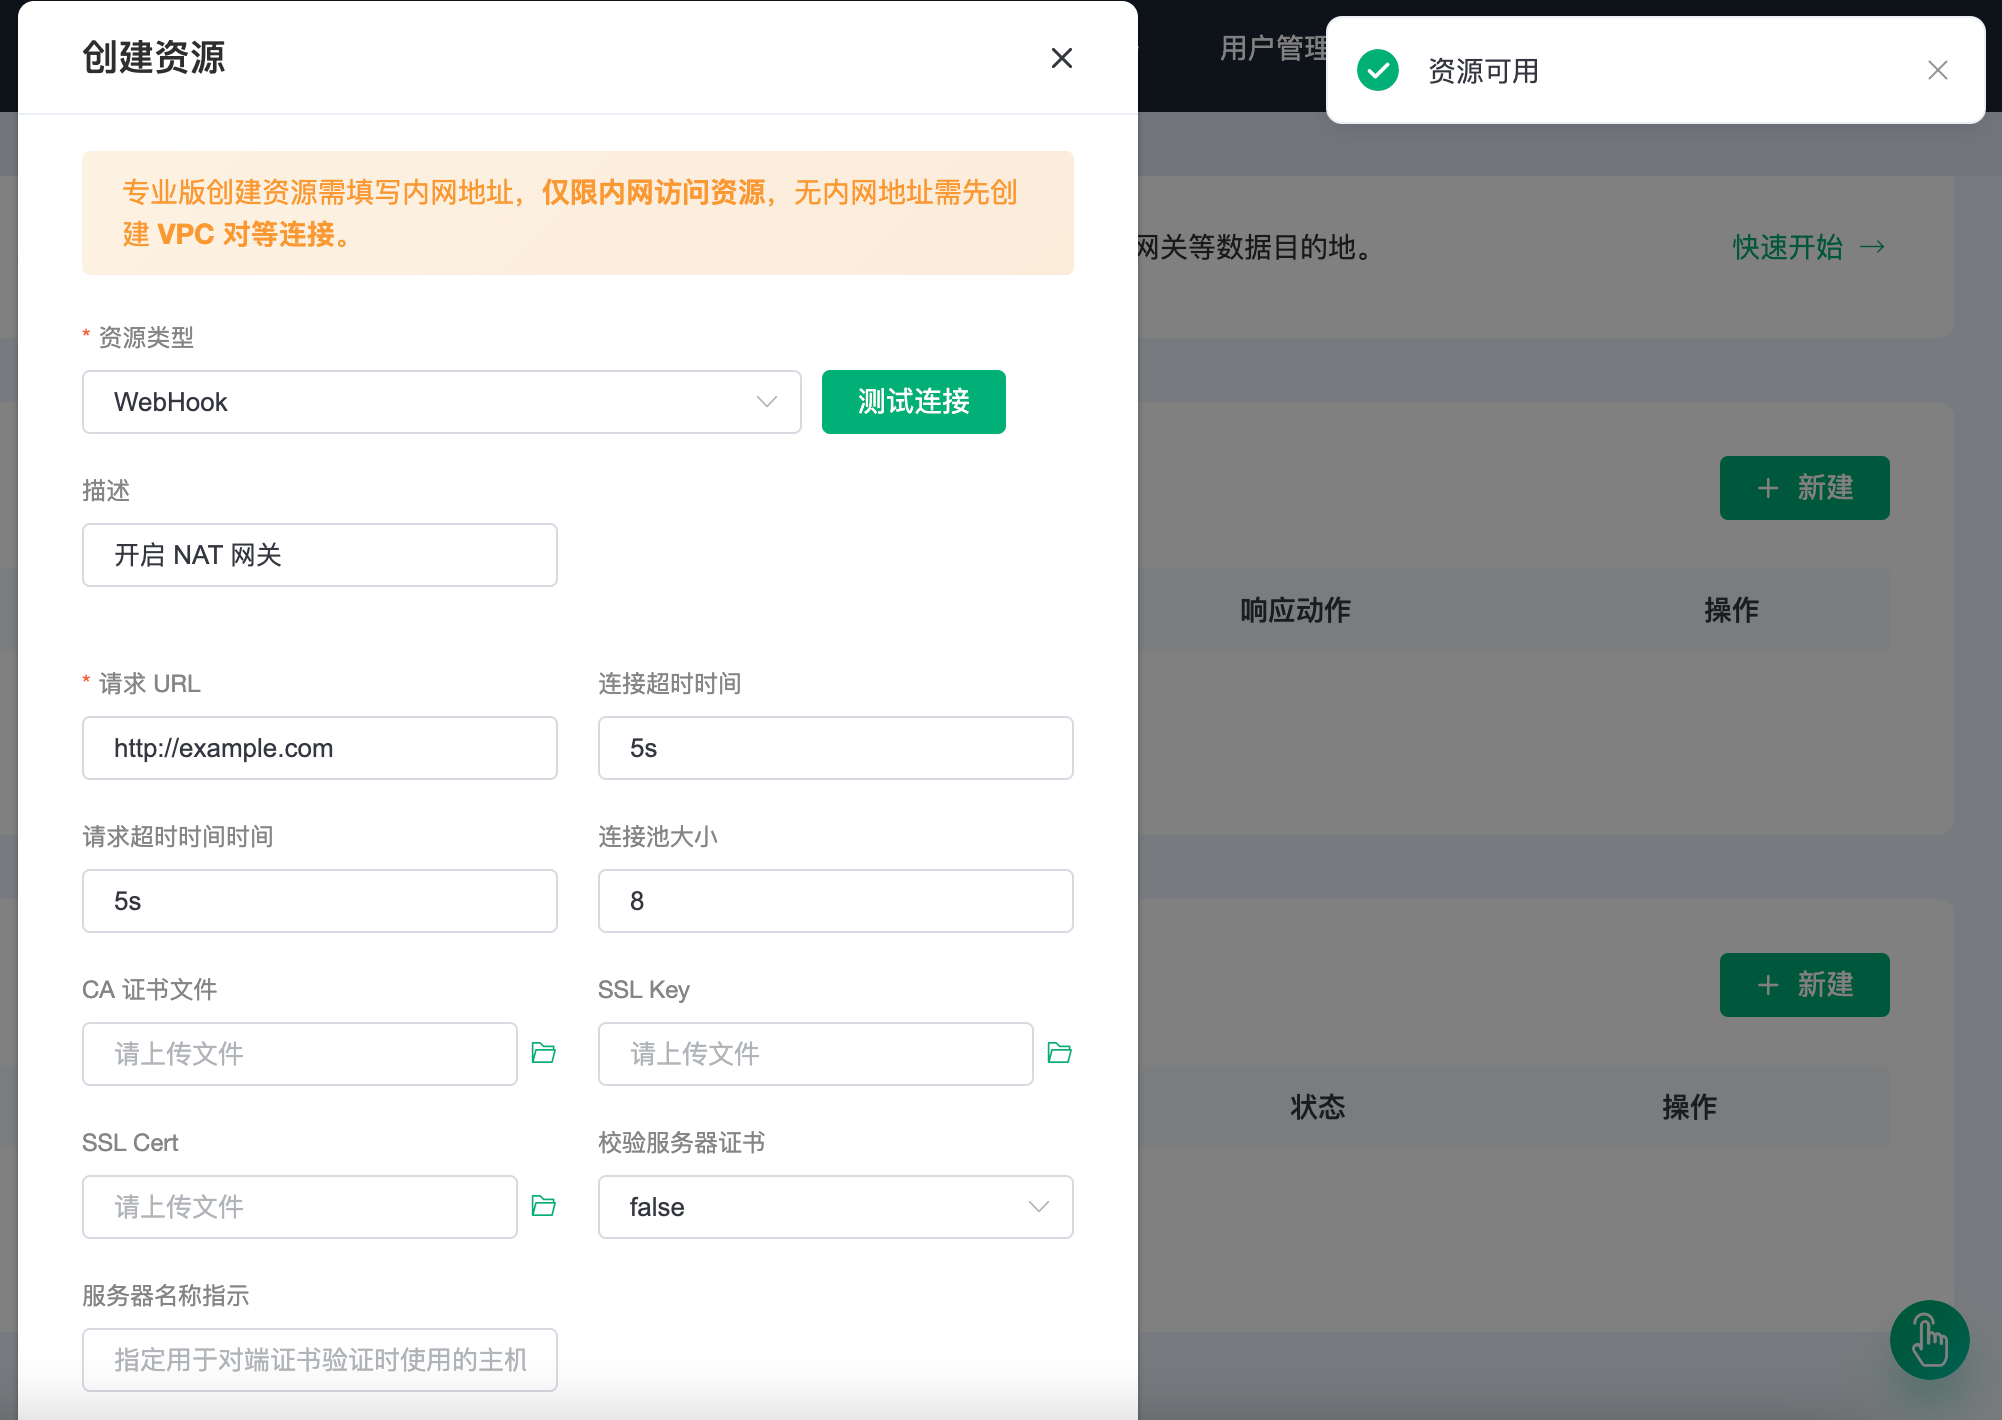 创建资源
用户管理
资源可用
专业版创建资源需填写内网地址，仅限内网访问资源，无内网地址需先创
建 VPC 对等连接。
网关等数据目的地。
快速开始 →
* 资源类型
WebHook
测试连接
描述
+ 新建
开启 NAT 网关
响应动作
操作
* 请求 URL
连接超时时间
http://example.com
5s
请求超时时间时间
连接池大小
5s
8
CA 证书文件
SSL Key
+ 新建
请上传文件
请上传文件
状态
操作
SSL Cert
校验服务器证书
请上传文件
false
服务器名称指示
指定用于对端证书验证时使用的主机